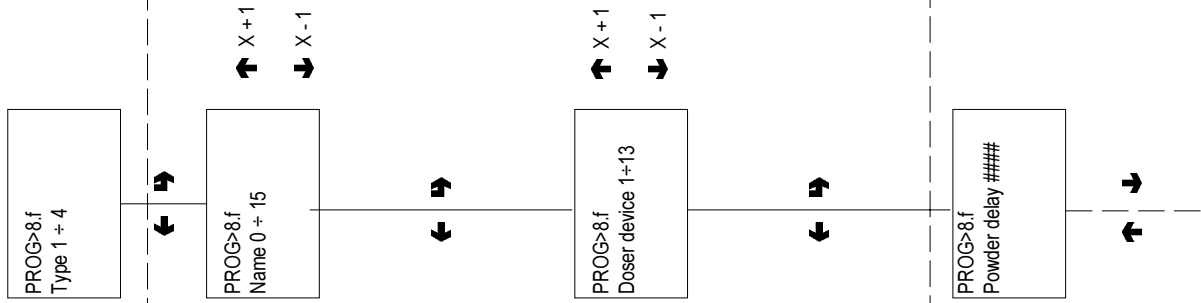 PROG>8.f
Type 1 ÷ 4
PROG>8.f
Name 0 ÷ 15
X + 1
X - 1
PROG>8.f
Doser device 1÷13
X + 1
X - 1
PROG>8.f
Powder delay ####